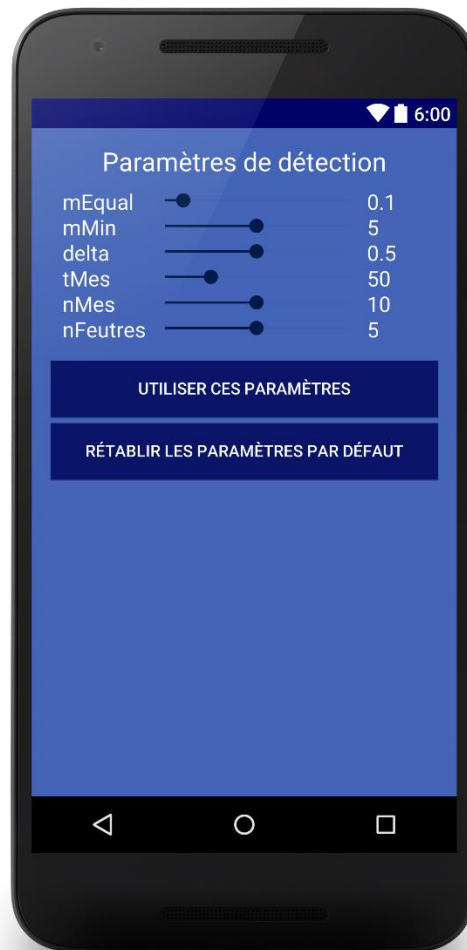 6:00
Paramètres de détection
mEqual 0.1
mMin 5
delta 0.5
tMes 50
nMes 10
nFeutres 5
UTILISER CES PARAMÈTRES
RÉTABLIR LES PARAMÈTRES PAR DÉFAUT